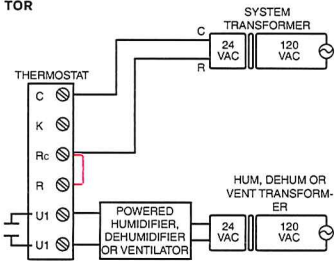 TOR
SYSTEM
TRANSFORMER
C
24
VAC
120
VAC
R
THERMOSTAT
C
K
Rc
R
U1
U1
POWERED
HUMIDIFIER,
DEHUMIDIFIER
OR VENTILATOR
HUM, DEHUM OR
VENT TRANSFORM-
ER
24
VAC
120
VAC